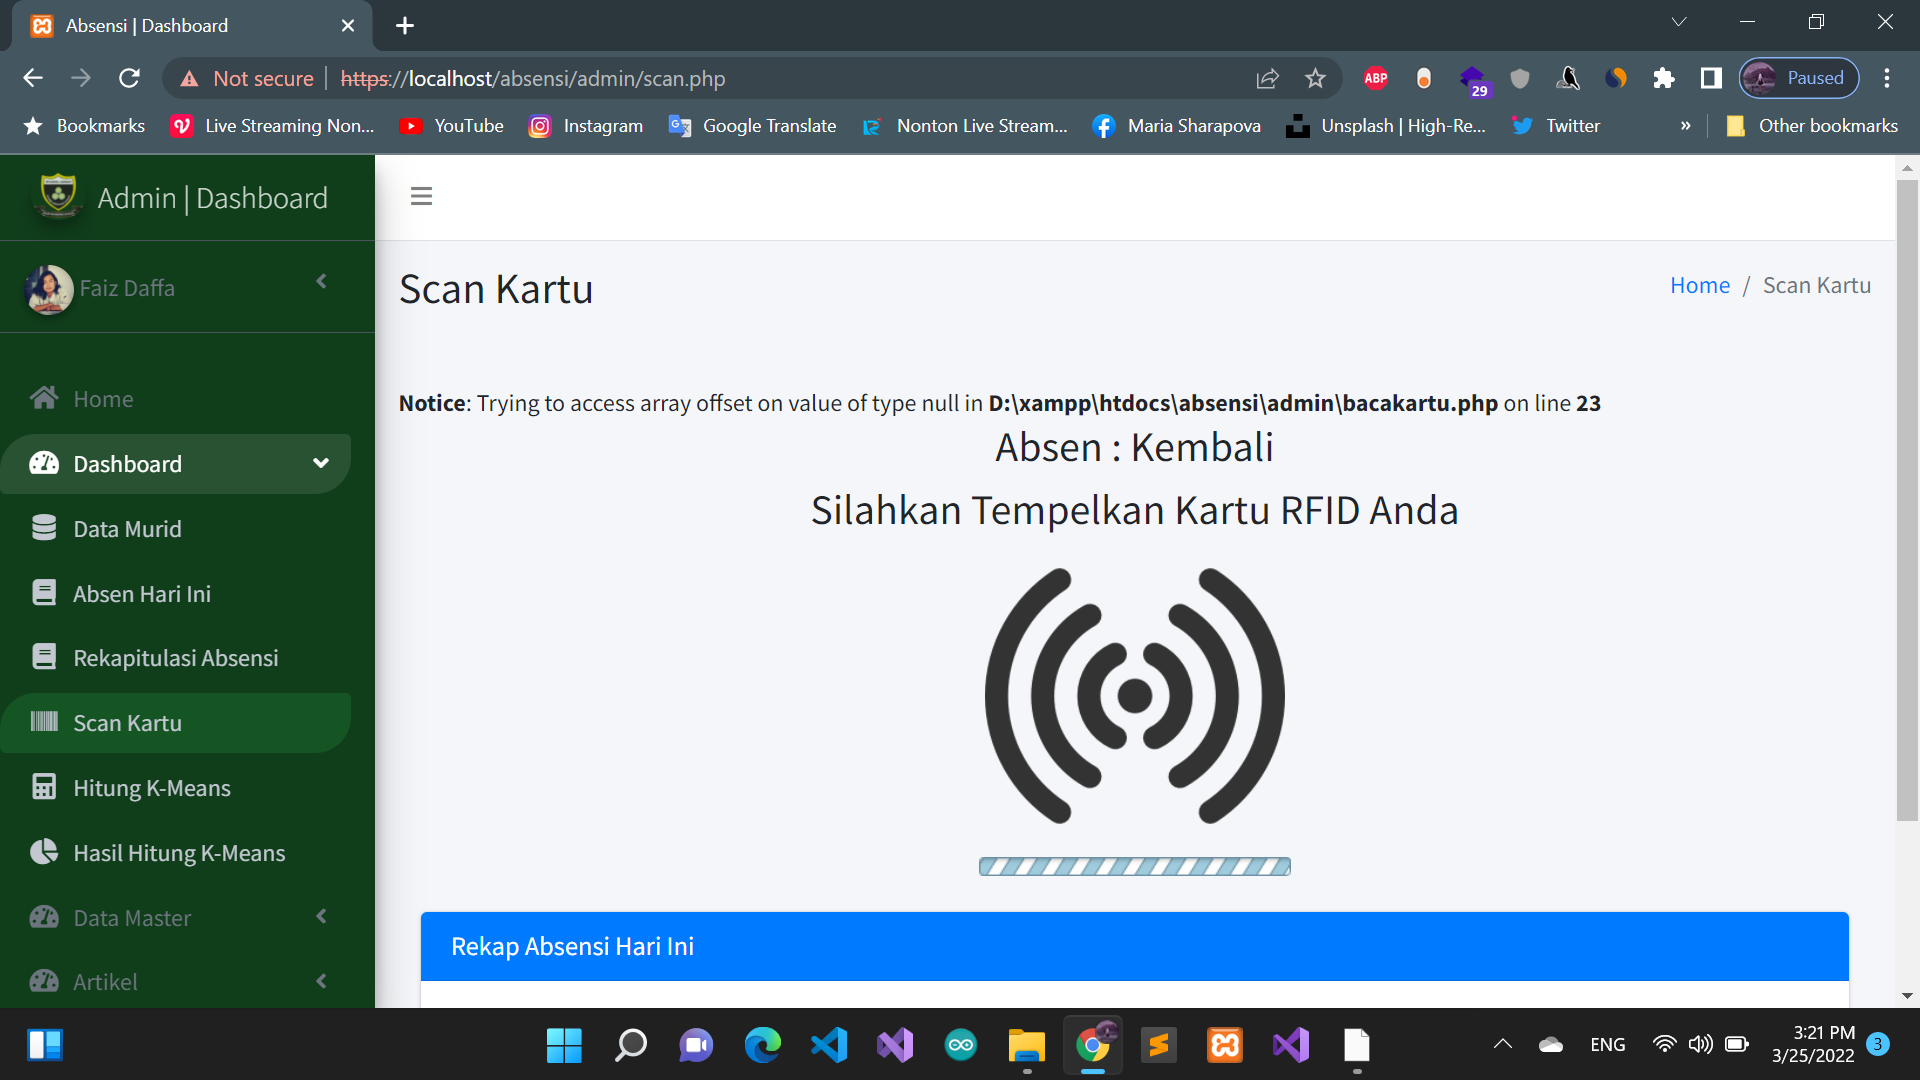 Absensi | Dashboard
Not secure https://localhost/absensi/admin/scan.php
ABP
29
Paused
Bookmarks Live Streaming Non... YouTube Instagram Google Translate Nonton Live Stream... Maria Sharapova Unsplash | High-Re... Twitter » Other bookmarks
Admin | Dashboard
Faiz Daffa
Scan Kartu
Home / Scan Kartu
Home
Dashboard
Data Murid
Absen Hari Ini
Rekapitulasi Absensi
Scan Kartu
Hitung K-Means
Hasil Hitung K-Means
Data Master
Artikel
Notice: Trying to access array offset on value of type null in D:\xampp\htdocs\absensi\admin\bacakartu.php on line 23
Absen : Kembali
Silahkan Tempelkan Kartu RFID Anda
Rekap Absensi Hari Ini
ENG
3:21 PM
3/25/2022
3